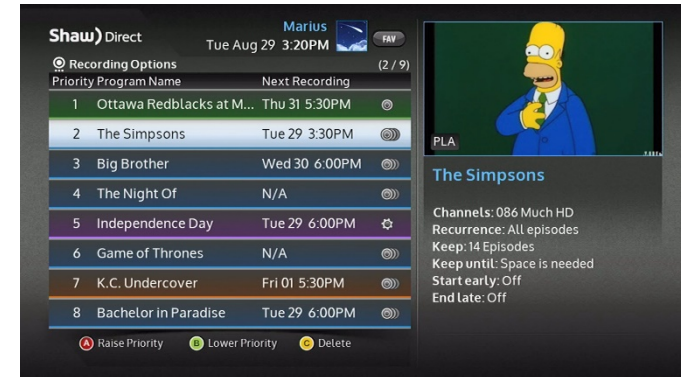 Shaw) Direct
Marius
Tue Aug 29 3:20PM
FAV
Recording Options (2 / 9)
Priority Program Name Next Recording
1 Ottawa Redblacks at M... Thu 31 5:30PM
2 The Simpsons Tue 29 3:30PM
3 Big Brother Wed 30 6:00PM
4 The Night Of N/A
5 Independence Day Tue 29 6:00PM
6 Game of Thrones N/A
7 K.C. Undercover Fri 01 5:30PM
8 Bachelor in Paradise Tue 29 6:00PM
A Raise Priority B Lower Priority C Delete
PLA
The Simpsons
Channels: 086 Much HD
Recurrence: All episodes
Keep: 14 Episodes
Keep until: Space is needed
Start early: Off
End late: Off